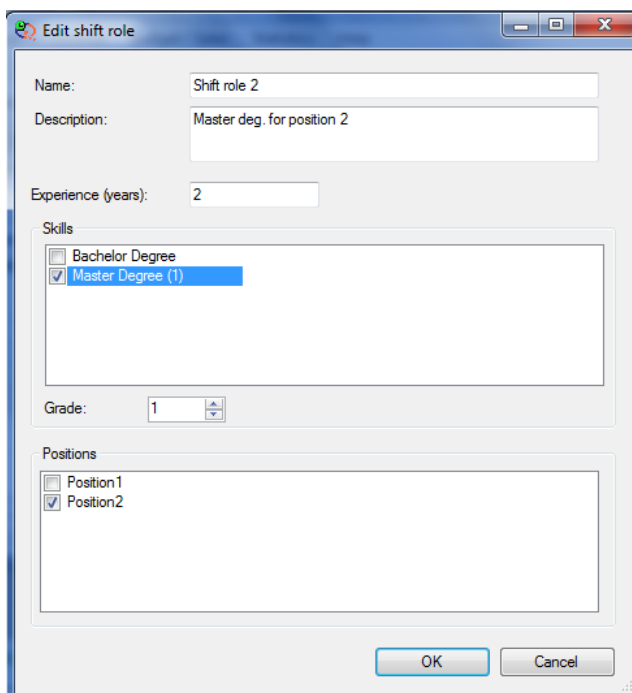 Edit shift role
Name: Shift role 2
Description: Master deg. for position 2
Experience (years): 2
Skills
Bachelor Degree
Master Degree (1)
Grade: 1
Positions
Position1
Position2
OK Cancel